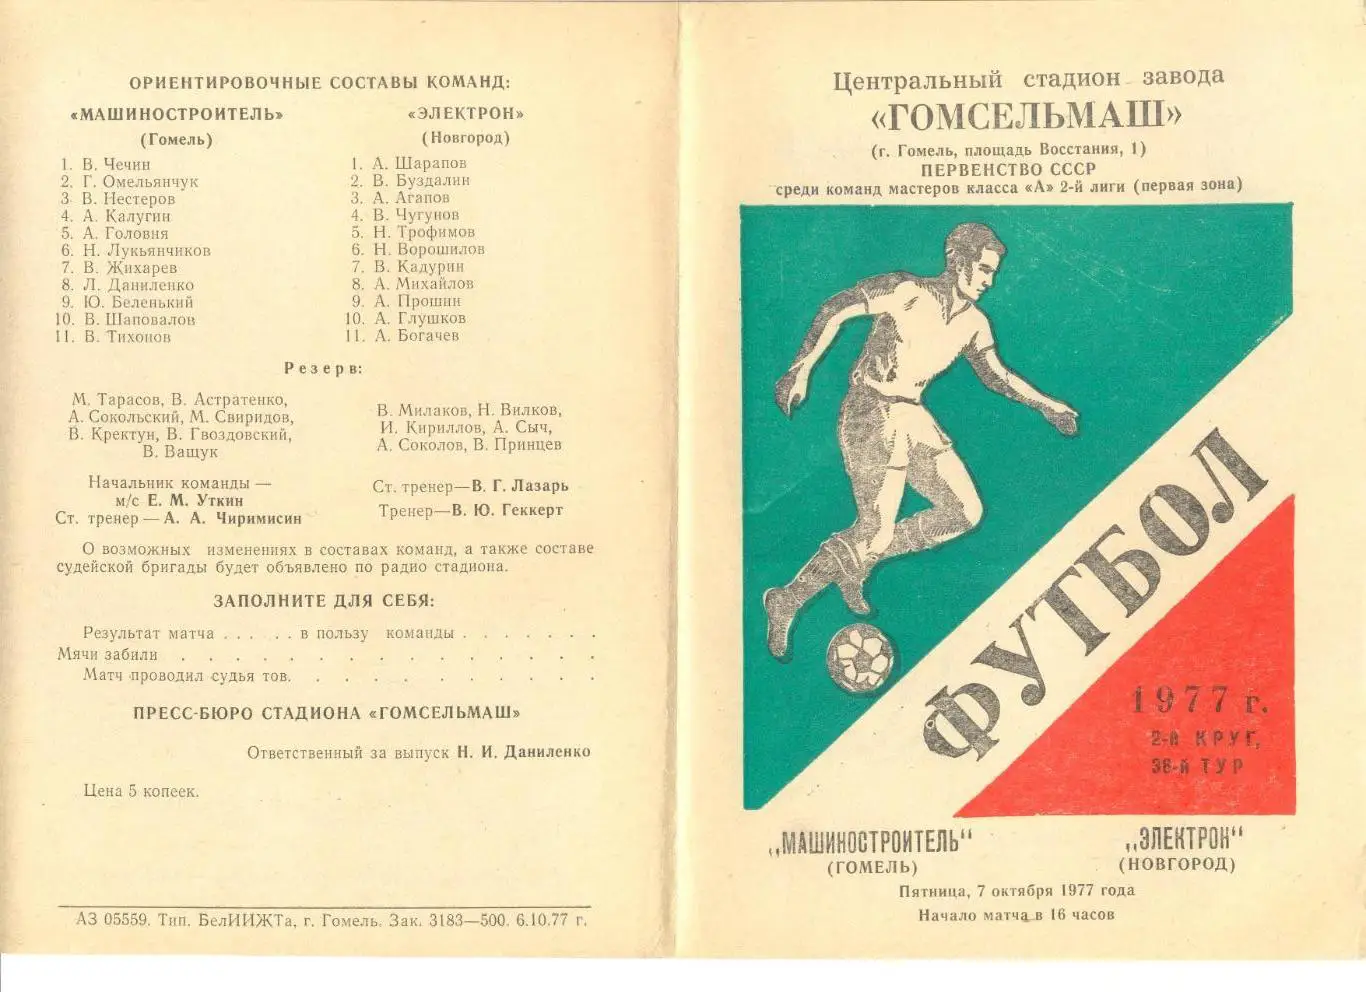 ОРИЕНТИРОВОЧНЫЕ СОСТАВЫ КОМАНД:
«МАШИНОСТРОИТЕЛЬ»
(Гомель)
1. В. Чечин
2. Г. Омельянчук
3 В. Нестеров
4. А. Калугин
5. А. Головня
6. Н. Лукьянчиков
7. В. Жихарев
8. Л. Даниленко
9. Ю. Беленький
10. В. Шаповалов
11. В. Тихонов
«ЭЛЕКТРОН»
(Новгород)
1. А. Шарапов
2. В. Буздалин
3. А. Агапов
4. В. Чугунов
5. Н. Трофимов
6. Н. Ворошилов
7. В. Кадурин
8. А. Михайлов
9. А. Прошин
10. А. Глушков
11. А. Богачев
Резерв:
М. Тарасов, В. Астратенко,
А. Сокольский, М. Свиридов,
В. Кректун, В. Гвоздовский,
В. Ващук
В. Милаков, Н. Вилков,
И. Кириллов, А. Сыч,
А. Соколов, В. Принцев
Начальник команды —
м/с Е. М. Уткин
Ст. тренер — А. А. Чиримисин
Ст. тренер—В. Г. Лазарь
Тренер—В. Ю. Геккерт
О возможных изменениях в составах команд, а также составе
судейской бригады будет объявлено по радио стадиона.
ЗАПОЛНИТЕ ДЛЯ СЕБЯ:
Результат матча . . . . . . в пользу команды . . . . . . .
Мячи забили . . . . . . . . . . . . . . . .
Матч проводил судья тов. . . . . . . . . . .
ПРЕСС-БЮРО СТАДИОНА «ГОМСЕЛЬМАШ»
Ответственный за выпуск Н. И. Даниленко
Цена 5 копеек.
АЗ 05559. Тип. БелИИЖТа, г. Гомель. Зак. 3183—500. 6.10.77 г.
Центральный стадион завода
«ГОМСЕЛЬМАШ»
(г. Гомель, площадь Восстания, 1)
ПЕРВЕНСТВО СССР
среди команд мастеров класса «А» 2-й лиги (первая зона)
ФУТБОЛ
1977 г.
2-й КРУГ,
38-й ТУР
„МАШИНОСТРОИТЕЛЬ"
(ГОМЕЛЬ)
„ЭЛЕКТРОН"
(НОВГОРОД)
Пятница, 7 октября 1977 года
Начало матча в 16 часов